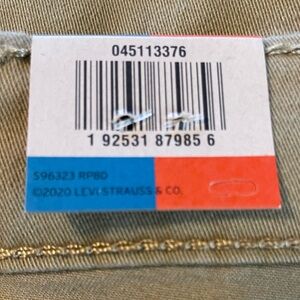 045113376
1 92531 87985 6
S96323 RP80
©2020 LEVI STRAUSS & CO.